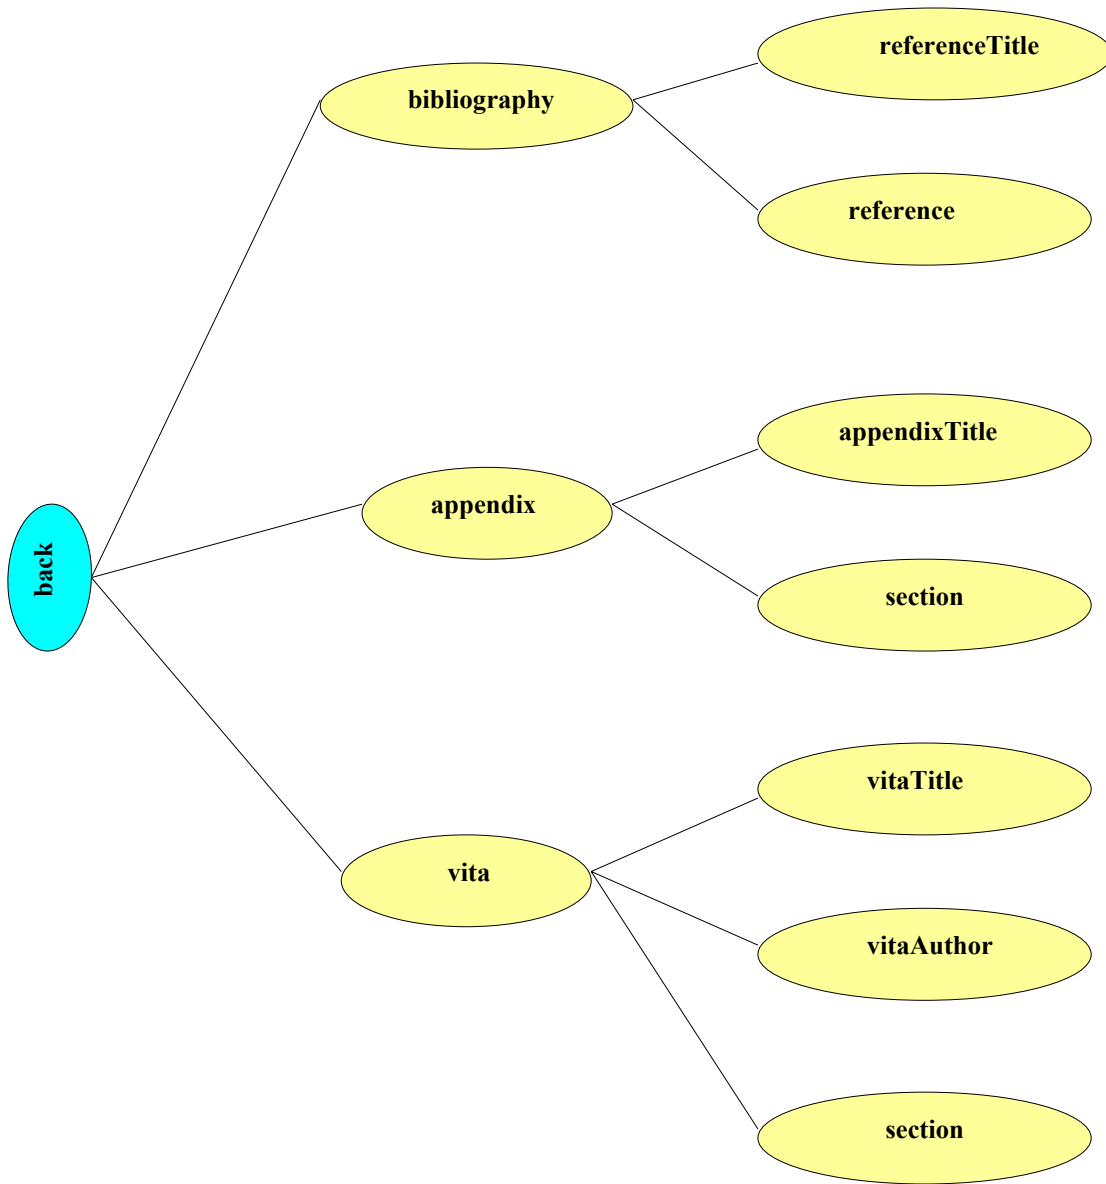 referenceTitle
bibliography
reference
appendixTitle
appendix
back
section
vitaTitle
vita
vitaAuthor
section